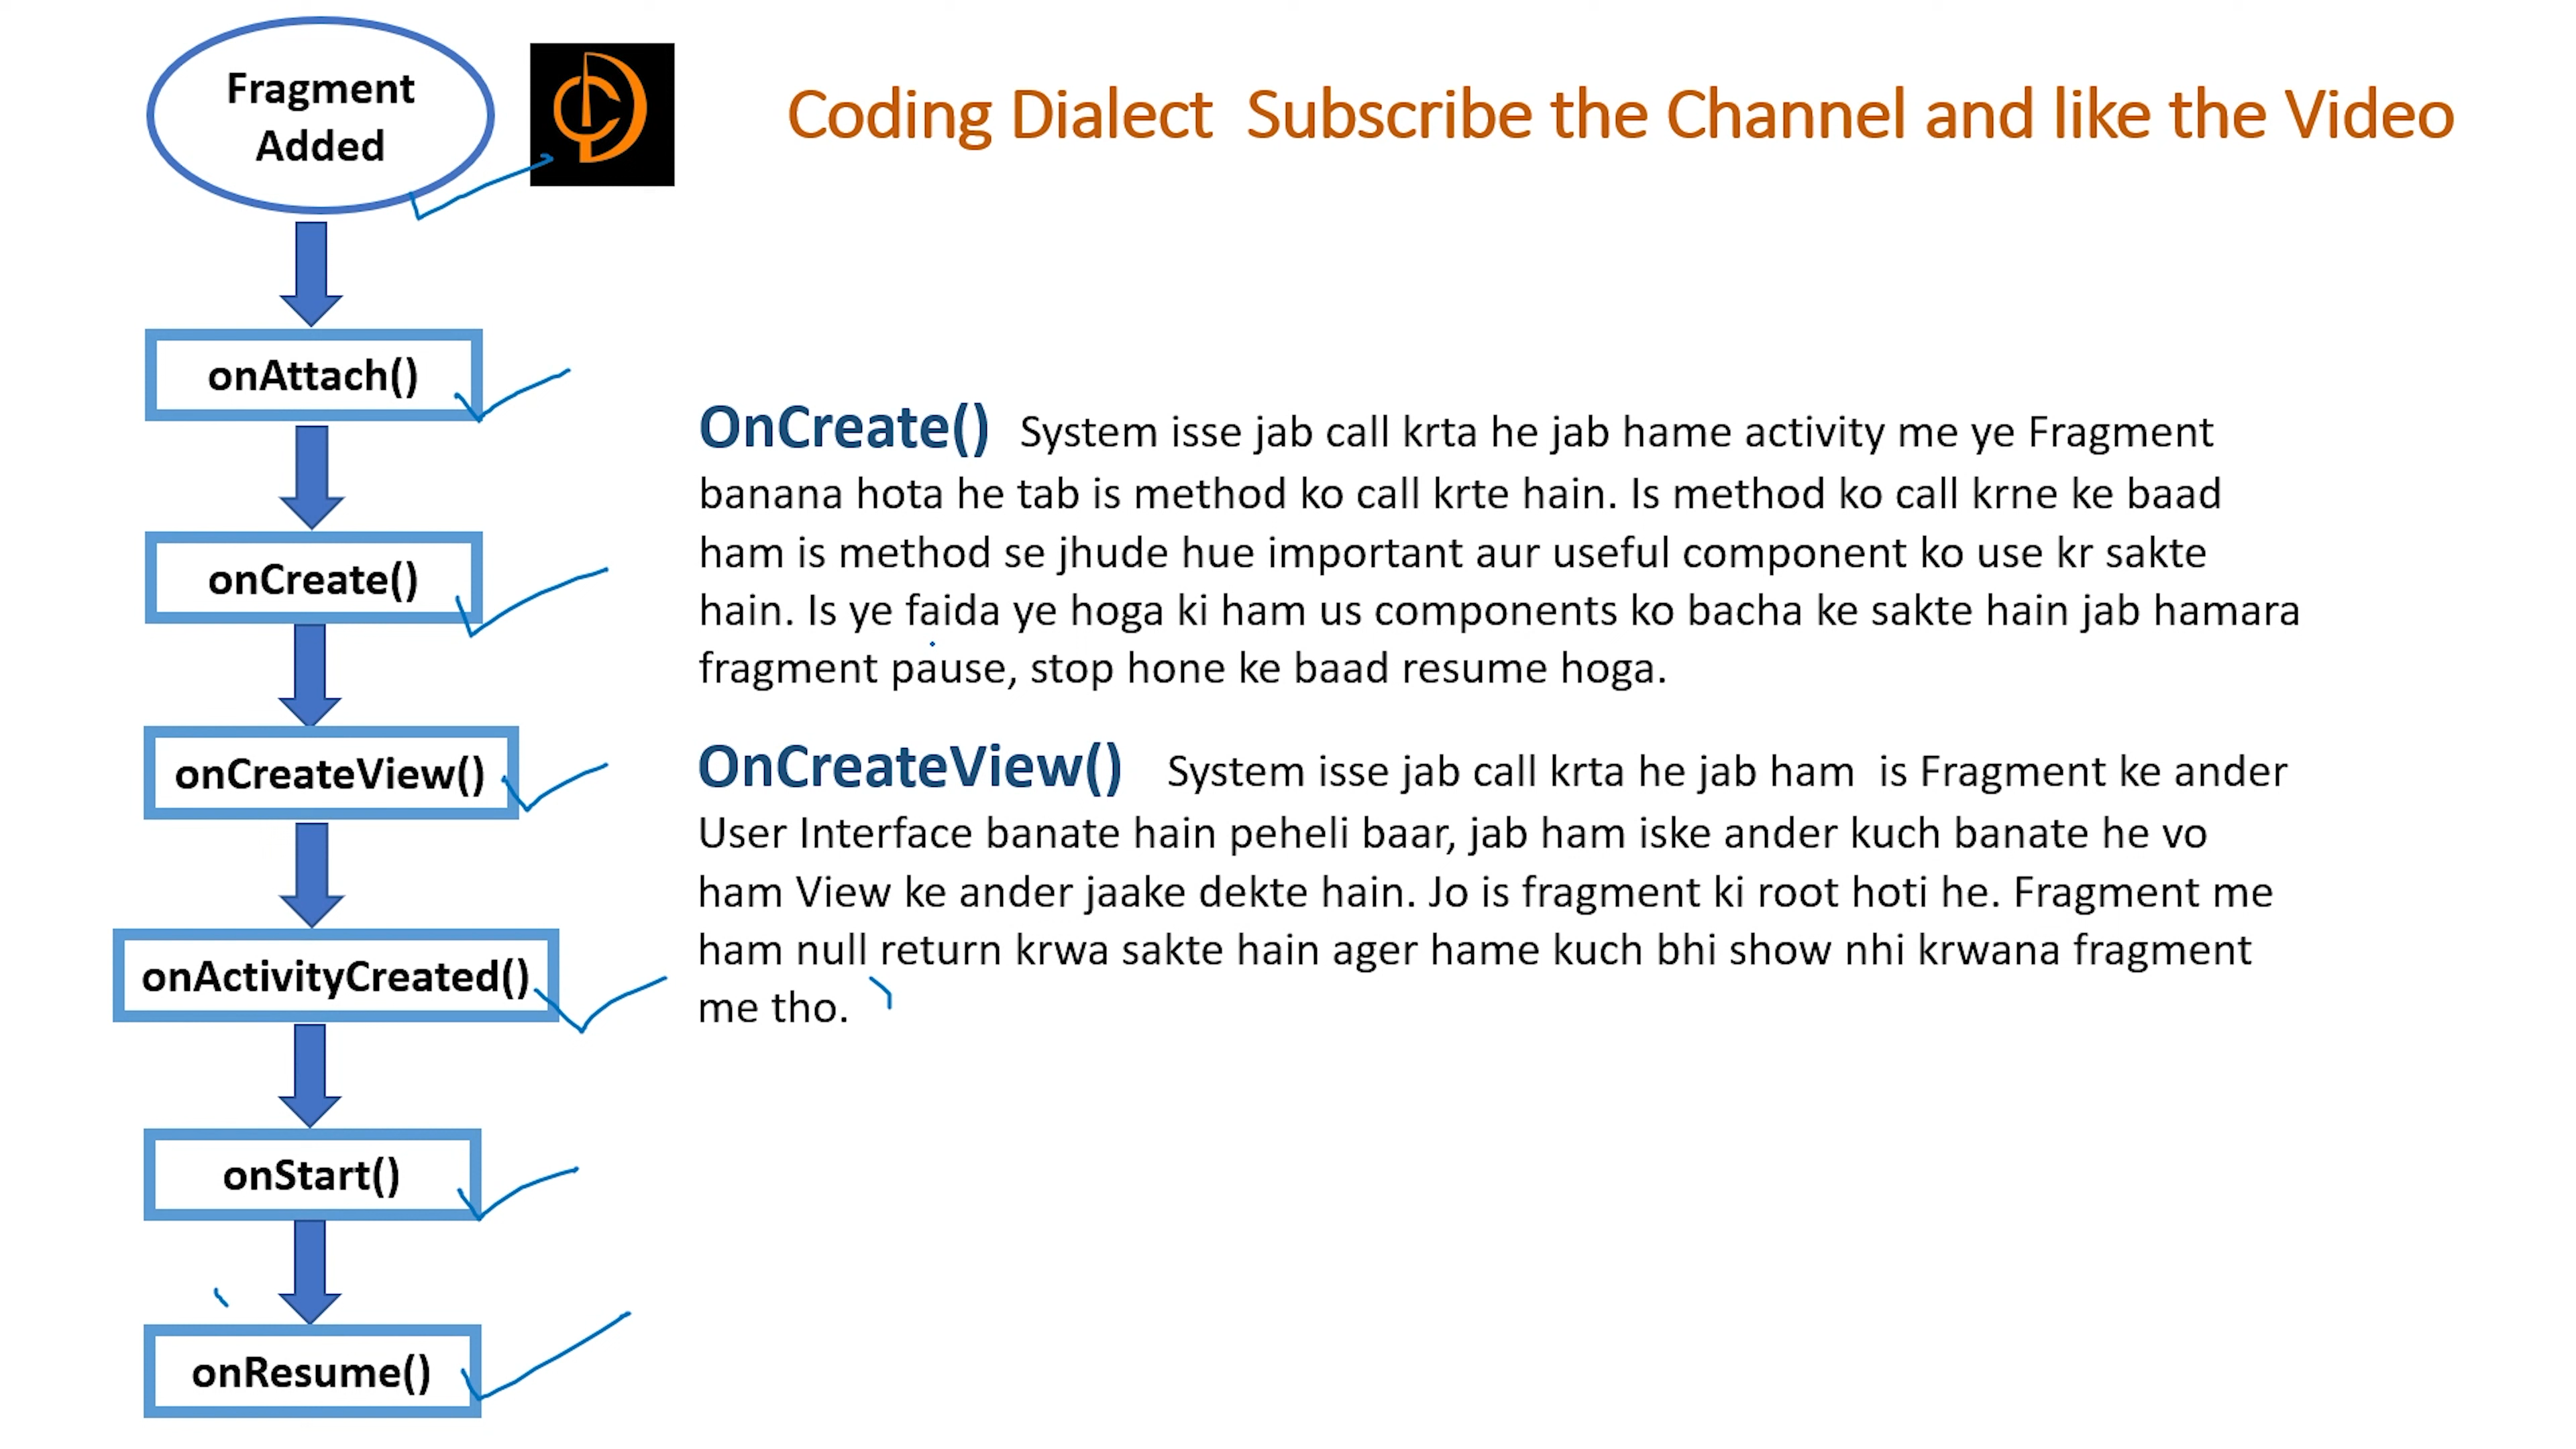 Fragment
Added
Coding Dialect  Subscribe the Channel and like the Video
onAttach()
onCreate()
onCreateView()
onActivityCreated()
onStart()
onResume()
OnCreate() System isse jab call krta he jab hame activity me ye Fragment
banana hota he tab is method ko call krte hain. Is method ko call krne ke baad
ham is method se jhude hue important aur useful component ko use kr sakte
hain. Is ye faida ye hoga ki ham us components ko bacha ke sakte hain jab hamara
fragment pause, stop hone ke baad resume hoga.
OnCreateView() System isse jab call krta he jab ham is Fragment ke ander
User Interface banate hain peheli baar, jab ham iske ander kuch banate he vo
ham View ke ander jaake dekte hain. Jo is fragment ki root hoti he. Fragment me
ham null return krwa sakte hain ager hame kuch bhi show nhi krwana fragment
me tho.